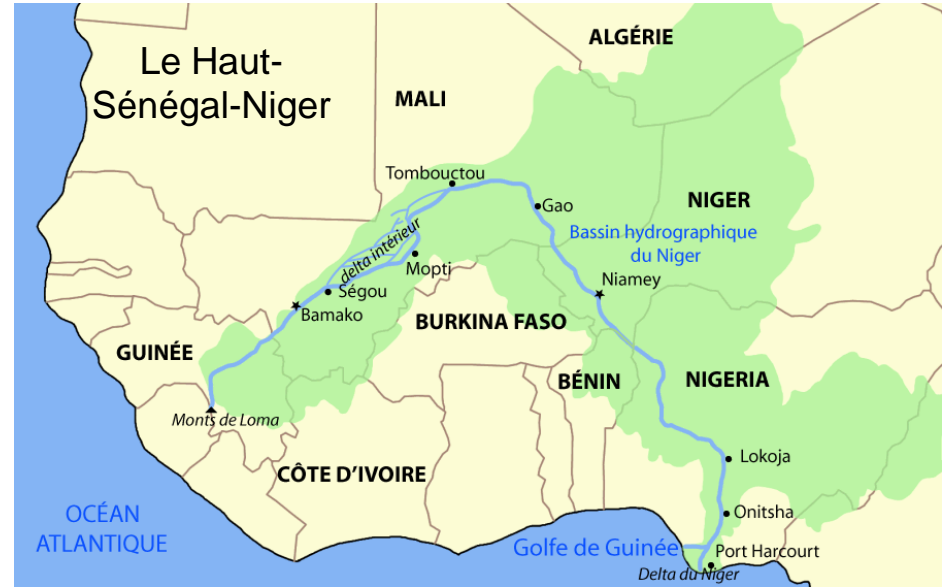 Le Haut-
Sénégal-Niger
ALGÉRIE
MALI
Tombouctou
Gao
NIGER
Bassin hydrographique
du Niger
delta intérieur
Mopti
Niamey
Ségou
Bamako
BURKINA FASO
GUINÉE
BÉNIN
NIGERIA
Monts de Loma
Lokoja
CÔTE D'IVOIRE
OCÉAN
ATLANTIQUE
Onitsha
Golfe de Guinée
Port Harcourt
Delta du Niger